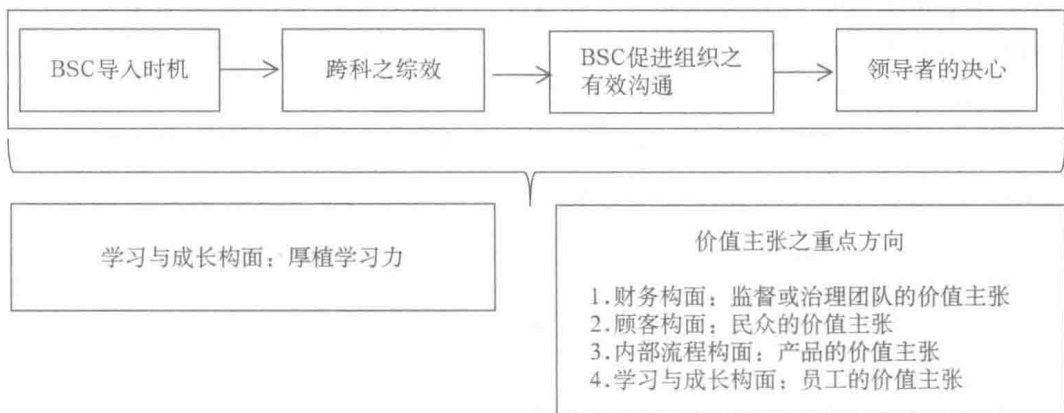 BSC导入时机
跨科之综效
BSC促进组织之
有效沟通
领导者的决心
学习与成长构面：厚植学习力
价值主张之重点方向
1.财务构面：监督或治理团队的价值主张
2.顾客构面：民众的价值主张
3.内部流程构面：产品的价值主张
4.学习与成长构面：员工的价值主张